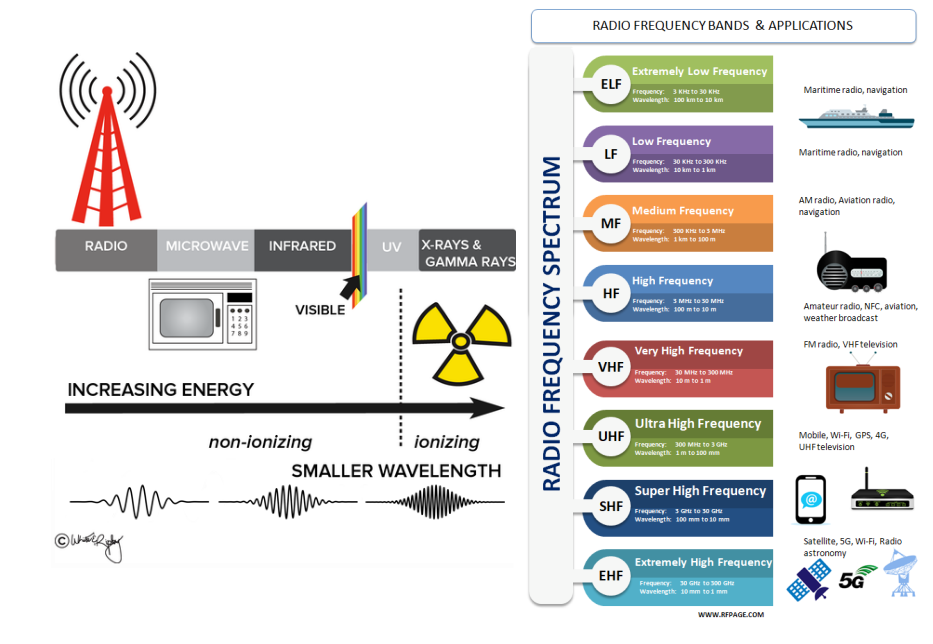 RADIO
MICROWAVE
INFRARED
UV
X-RAYS &
GAMMA RAYS
VISIBLE
1 2 3
4 5 6
7 8 9
INCREASING ENERGY
non-ionizing
ionizing
SMALLER WAVELENGTH
©
RADIO FREQUENCY BANDS & APPLICATIONS
RADIO FREQUENCY SPECTRUM
ELF
Extremely Low Frequency
Frequency: 3 KHz to 30 KHz
Wavelength: 100 km to 10 km
Maritime radio, navigation
LF
Low Frequency
Frequency: 30 KHz to 300 KHz
Wavelength: 10 km to 1 km
Maritime radio, navigation
MF
Medium Frequency
Frequency: 300 KHz to 3 MHz
Wavelength: 1 km to 100 m
AM radio, Aviation radio,
navigation
HF
High Frequency
Frequency: 3 MHz to 30 MHz
Wavelength: 100 m to 10 m
Amateur radio, NFC, aviation,
weather broadcast
VHF
Very High Frequency
Frequency: 30 MHz to 300 MHz
Wavelength: 10 m to 1 m
FM radio, VHF television
UHF
Ultra High Frequency
Frequency: 300 MHz to 3 GHz
Wavelength: 1 m to 100 mm
Mobile, Wi-Fi, GPS, 4G,
UHF television
SHF
Super High Frequency
Frequency: 3 GHz to 30 GHz
Wavelength: 100 mm to 10 mm
@
Satellite, 5G, Wi-Fi, Radio
astronomy
EHF
Extremely High Frequency
Frequency: 30 GHz to 300 GHz
Wavelength: 10 mm to 1 mm
5G
WWW.RFPAGE.COM